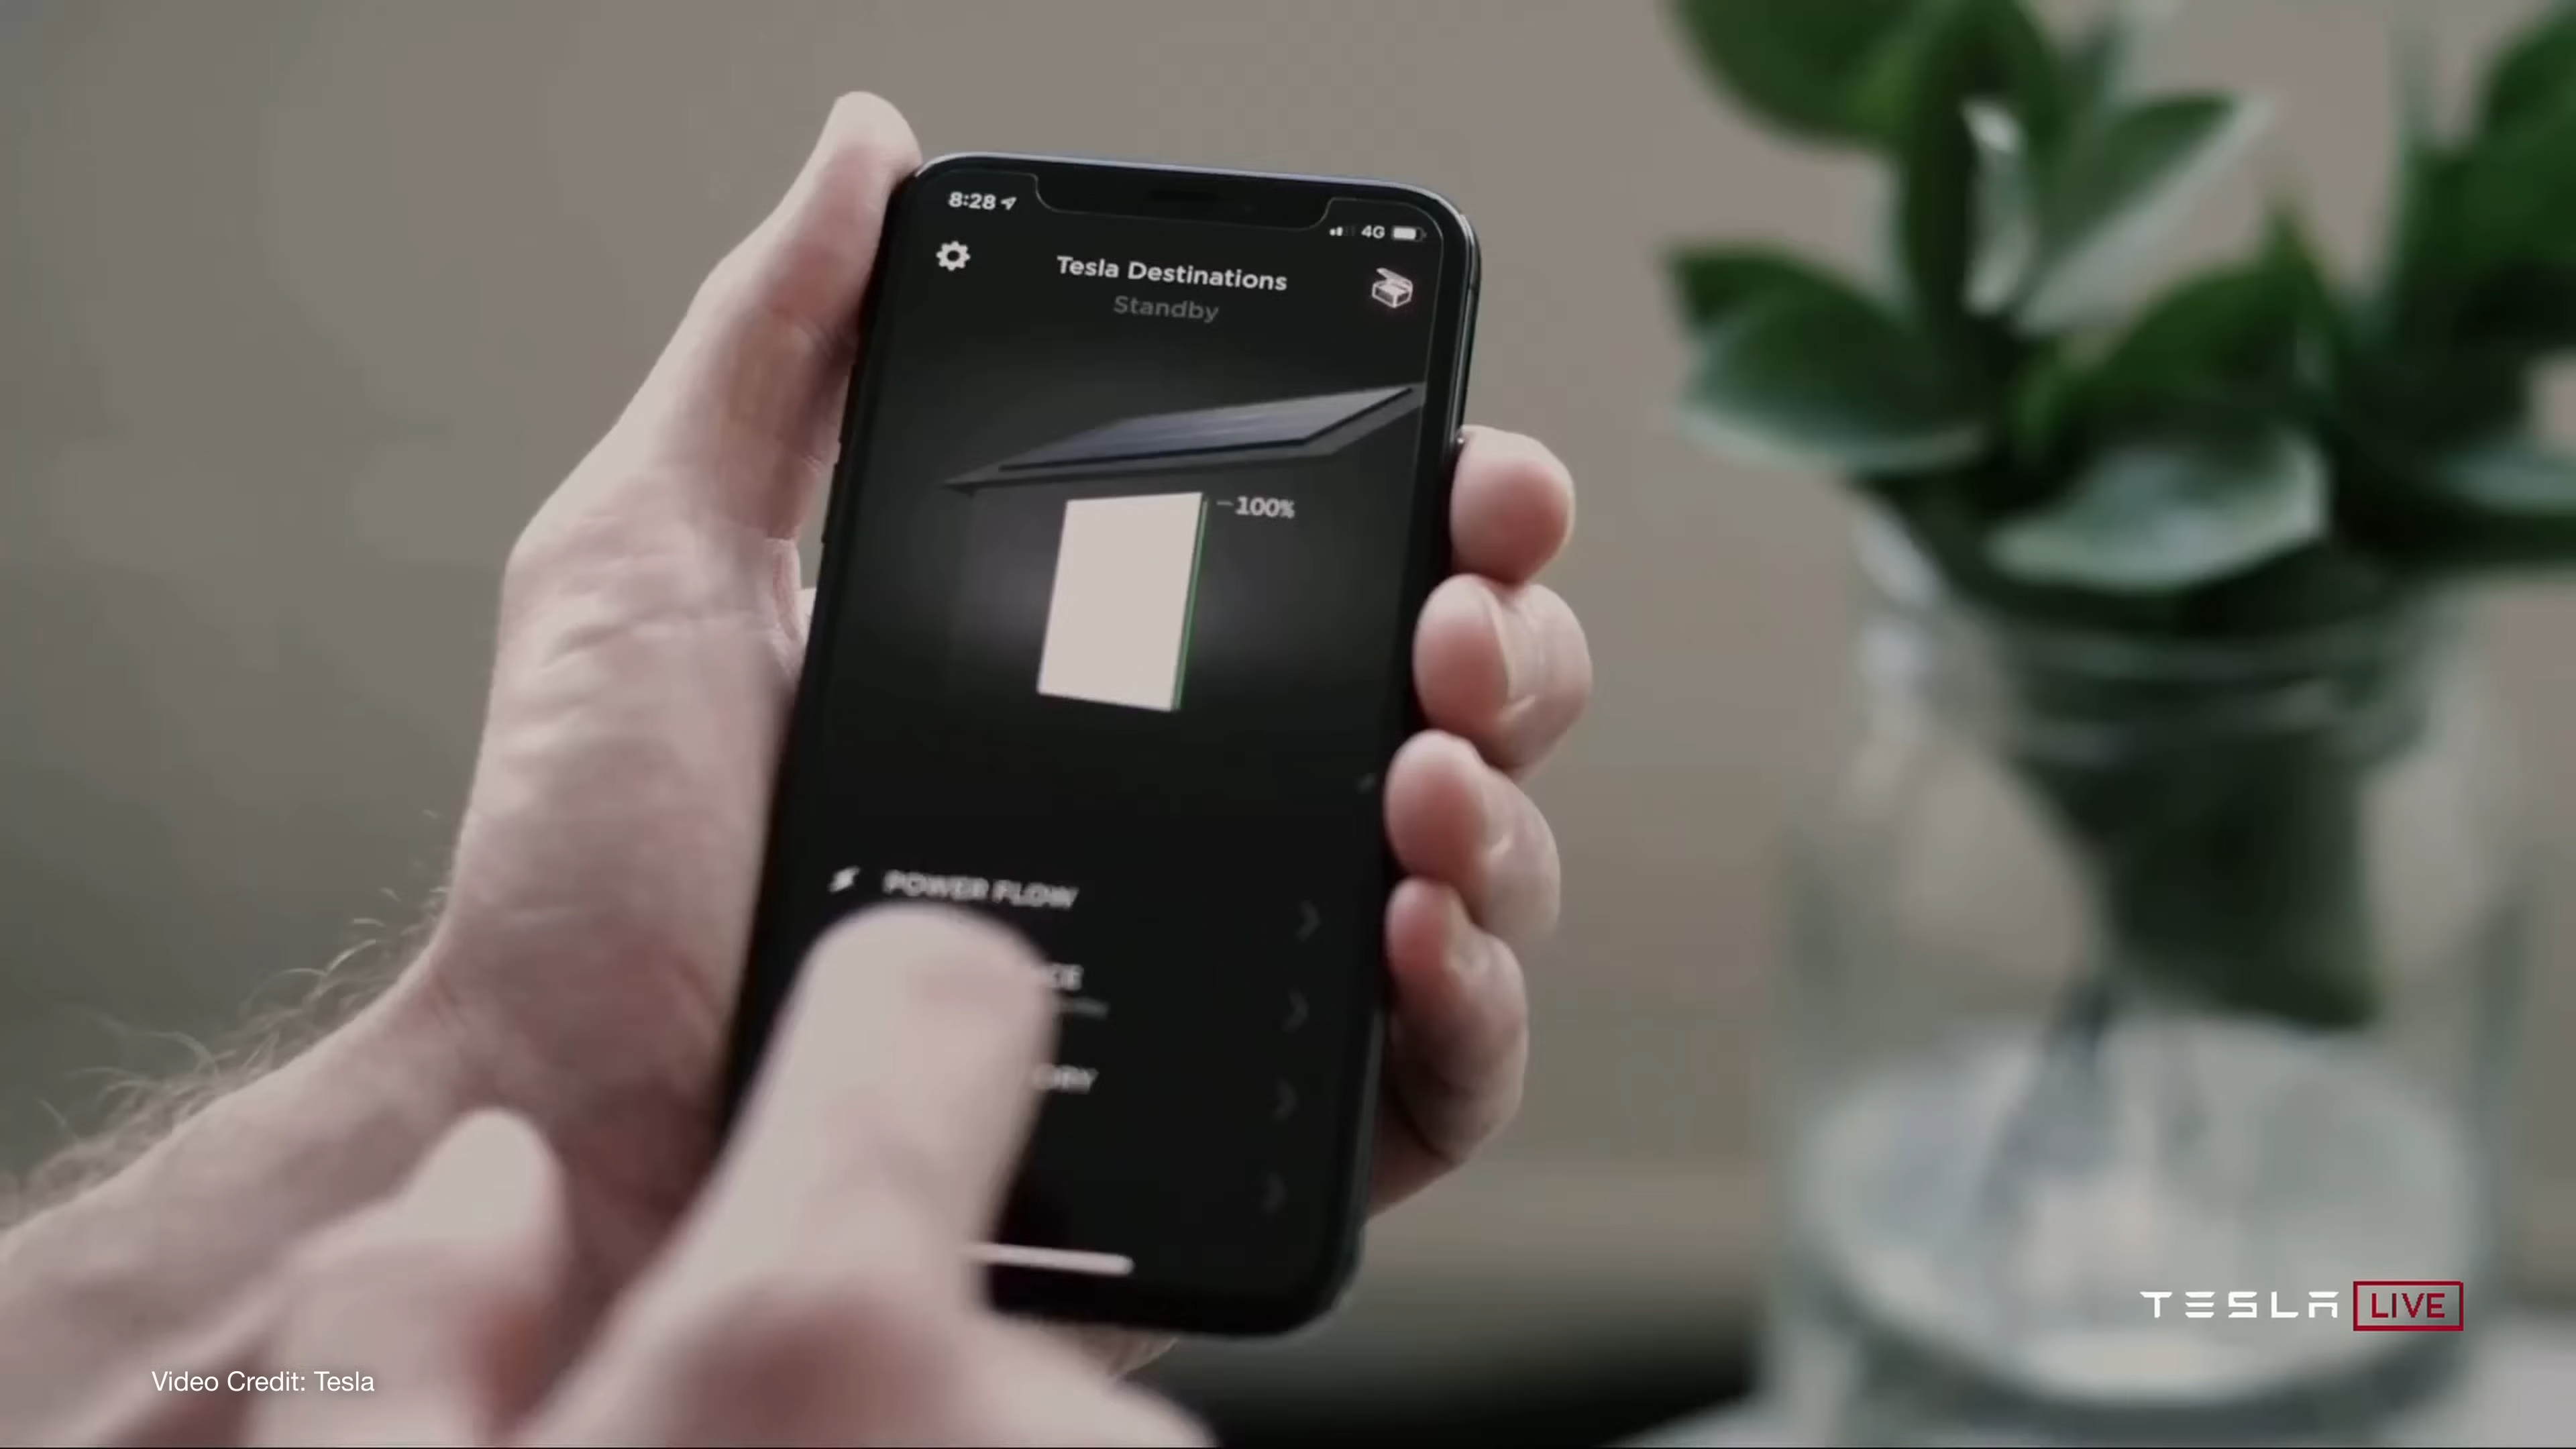 8:28
4G
Tesla Destinations
Standby
100%
POWER FLOW
TESLA LIVE
Video Credit: Tesla